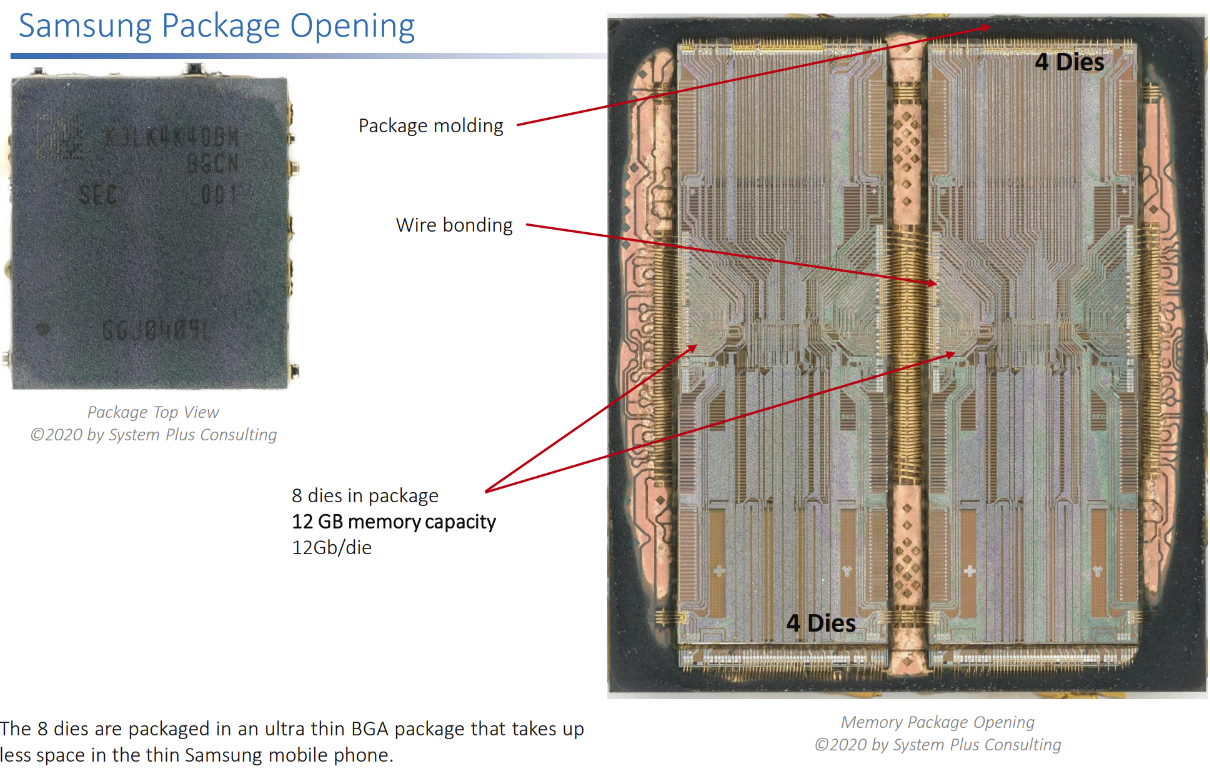 Samsung Package Opening
4 Dies
Package molding
K3LK4K40BM
BGCN
SEC 001
Wire bonding
GGJ0409L
Package Top View
©2020 by System Plus Consulting
8 dies in package
12 GB memory capacity
12Gb/die
4 Dies
The 8 dies are packaged in an ultra thin BGA package that takes up
less space in the thin Samsung mobile phone.
Memory Package Opening
©2020 by System Plus Consulting